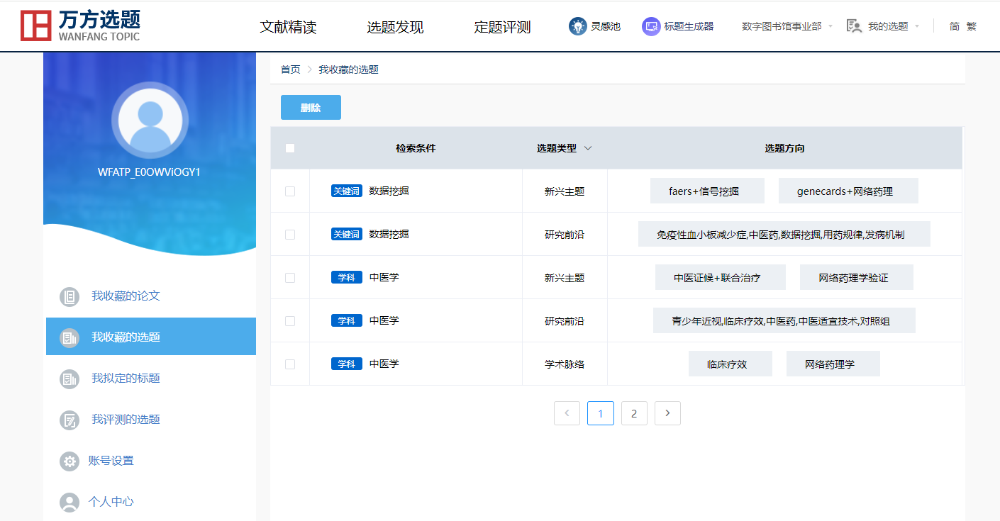 万方选题
WANFANG TOPIC
文献精读 选题发现 定题评测 灵感池 标题生成器 数字图书馆事业部 我的选题 简 繁
WFATP_E0OWViOGY1
我收藏的论文
我收藏的选题
我拟定的标题
我评测的选题
账号设置
个人中心
首页 > 我收藏的选题
删除
检索条件 选题类型 选题方向
关键词 数据挖掘 新兴主题 faers+信号挖掘 genecards+网络药理
关键词 数据挖掘 研究前沿 免疫性血小板减少症,中医药,数据挖掘,用药规律,发病机制
学科 中医学 新兴主题 中医证候+联合治疗 网络药理学验证
学科 中医学 研究前沿 青少年近视,临床疗效,中医药,中医适宜技术,对照组
学科 中医学 学术脉络 临床疗效 网络药理学
< 1 2 >